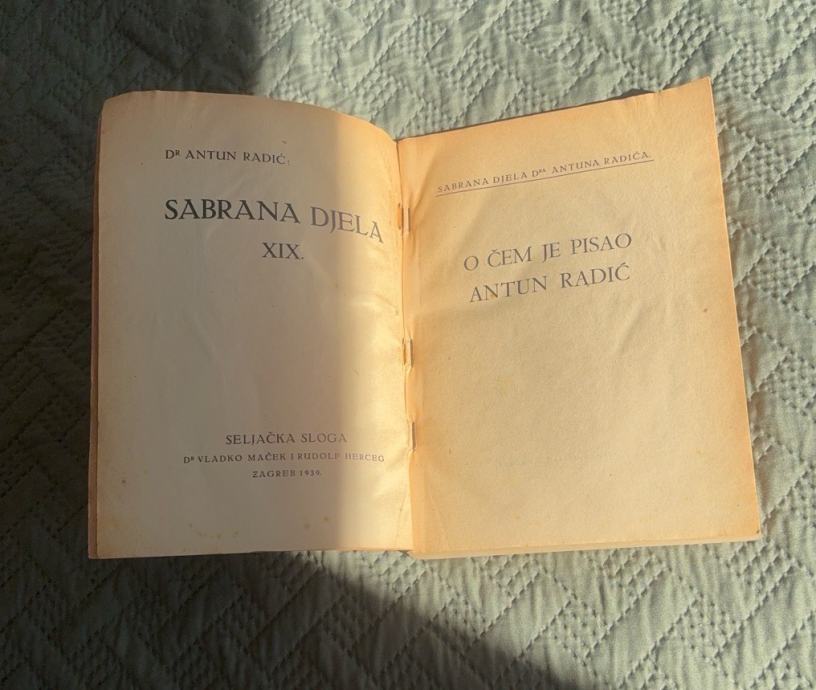 Dr ANTUN RADIĆ:
SABRANA DJELA
XIX.
SELJAČKA SLOGA
Dr VLADKO MAČEK I RUDOLF HERCEG
ZAGREB 1939.
SABRANA DJELA Dra ANTUNA RADIĆA.
O ČEM JE PISAO
ANTUN RADIĆ